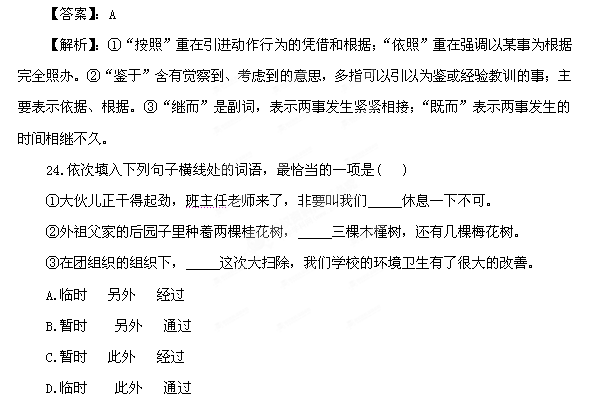 【答案】：A
【解析】：①“按照”重在引进动作行为的凭借和根据；“依照”重在强调以某事为根据
完全照办。②“鉴于”含有觉察到、考虑到的意思，多指可以引以为鉴或经验教训的事；主
要表示依据、根据。③“继而”是副词，表示两事发生紧紧相接；“既而”表示两事发生的
时间相继不久。
24.依次填入下列句子横线处的词语，最恰当的一项是(    )
①大伙儿正干得起劲，班主任老师来了，非要叫我们_____休息一下不可。
②外祖父家的后园子里种着两棵桂花树，_____三棵木槿树，还有几棵梅花树。
③在团组织的组织下，_____这次大扫除，我们学校的环境卫生有了很大的改善。
A.临时   另外   经过
B.暂时   另外   通过
C.暂时   此外   经过
D.临时   此外   通过